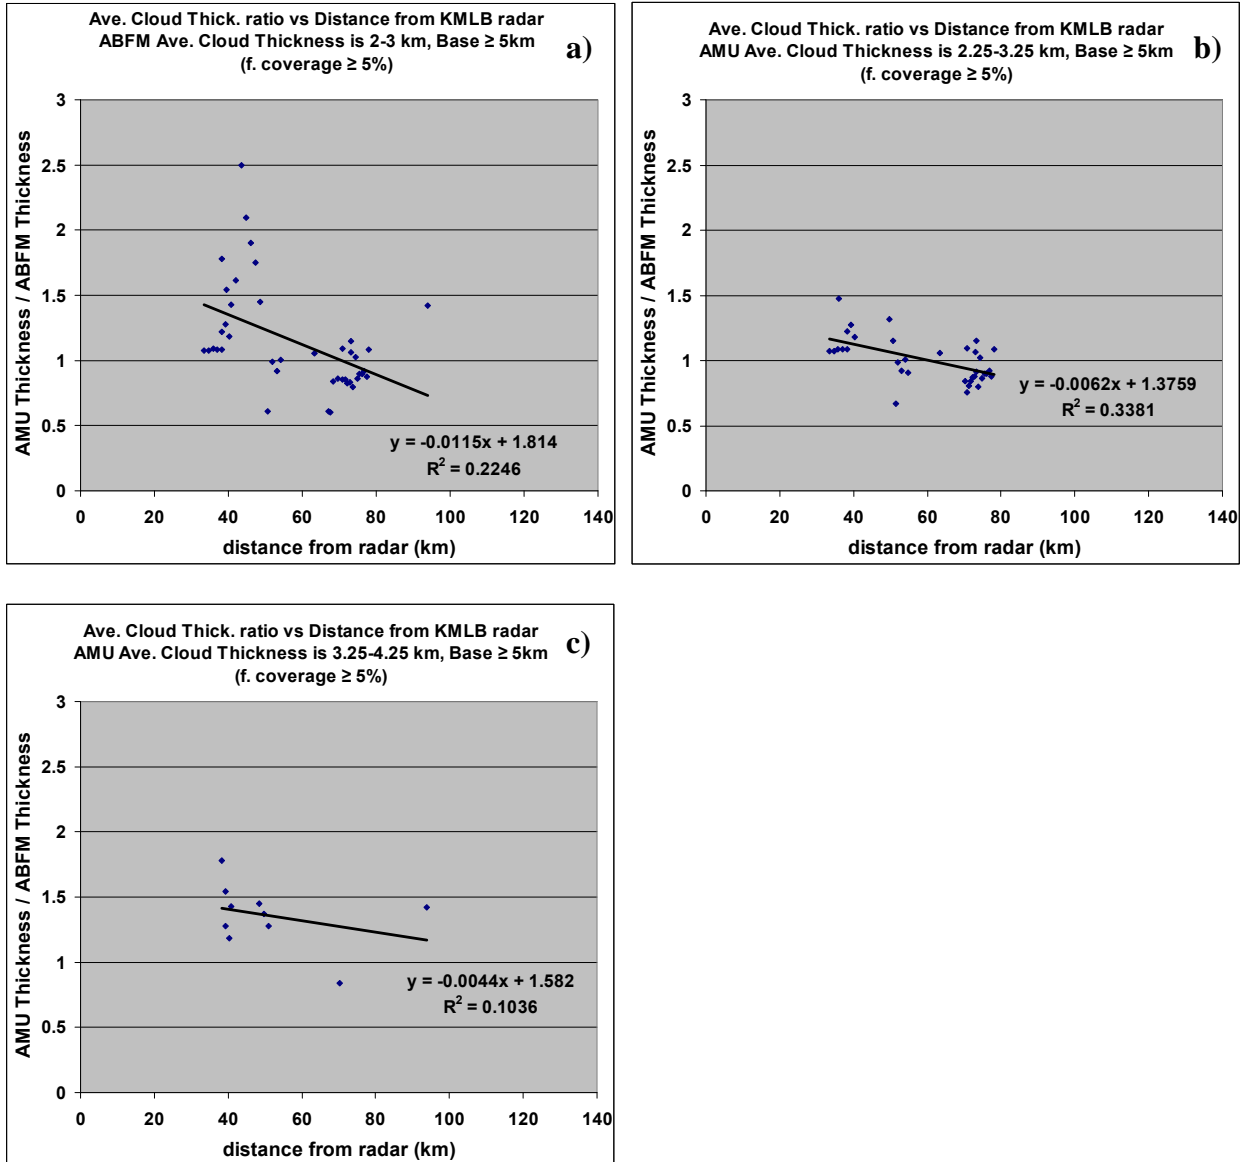 Ave. Cloud Thick. ratio vs Distance from KMLB radar
ABFM Ave. Cloud Thickness is 2-3 km, Base ≥ 5km
(f. coverage ≥ 5%)
a)
AMU Thickness / ABFM Thickness
3
2.5
2
1.5
1
0.5
0
y = -0.0115x + 1.814
R² = 0.2246
0 20 40 60 80 100 120 140
distance from radar (km)
Ave. Cloud Thick. ratio vs Distance from KMLB radar
AMU Ave. Cloud Thickness is 2.25-3.25 km, Base ≥ 5km
(f. coverage ≥ 5%)
b)
AMU Thickness / ABFM Thickness
3
2.5
2
1.5
1
0.5
0
y = -0.0062x + 1.3759
R² = 0.3381
0 20 40 60 80 100 120 140
distance from radar (km)
Ave. Cloud Thick. ratio vs Distance from KMLB radar
AMU Ave. Cloud Thickness is 3.25-4.25 km, Base ≥ 5km
(f. coverage ≥ 5%)
c)
AMU Thickness / ABFM Thickness
3
2.5
2
1.5
1
0.5
0
y = -0.0044x + 1.582
R² = 0.1036
0 20 40 60 80 100 120 140
distance from radar (km)